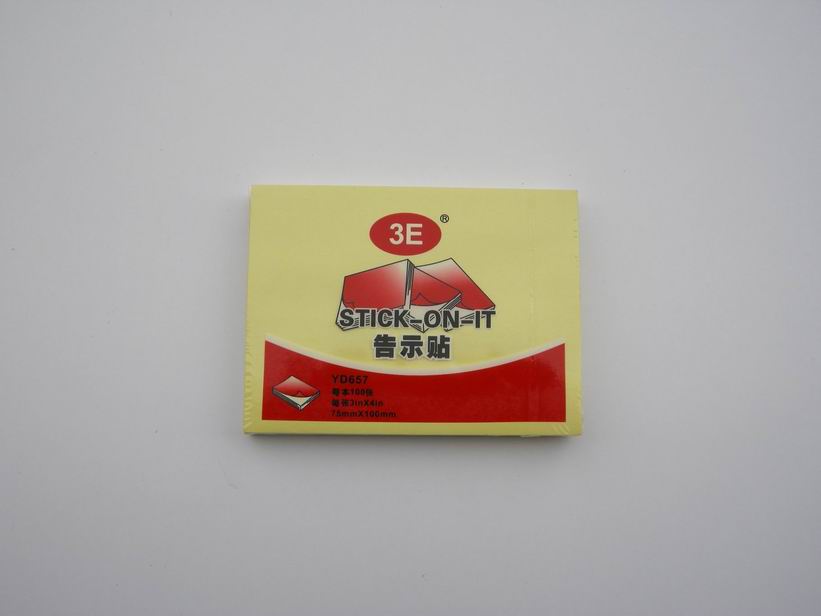 3E®
STICK-ON-IT
告示贴
YD657
每本100张
每张3inX4in
75mmX100mm